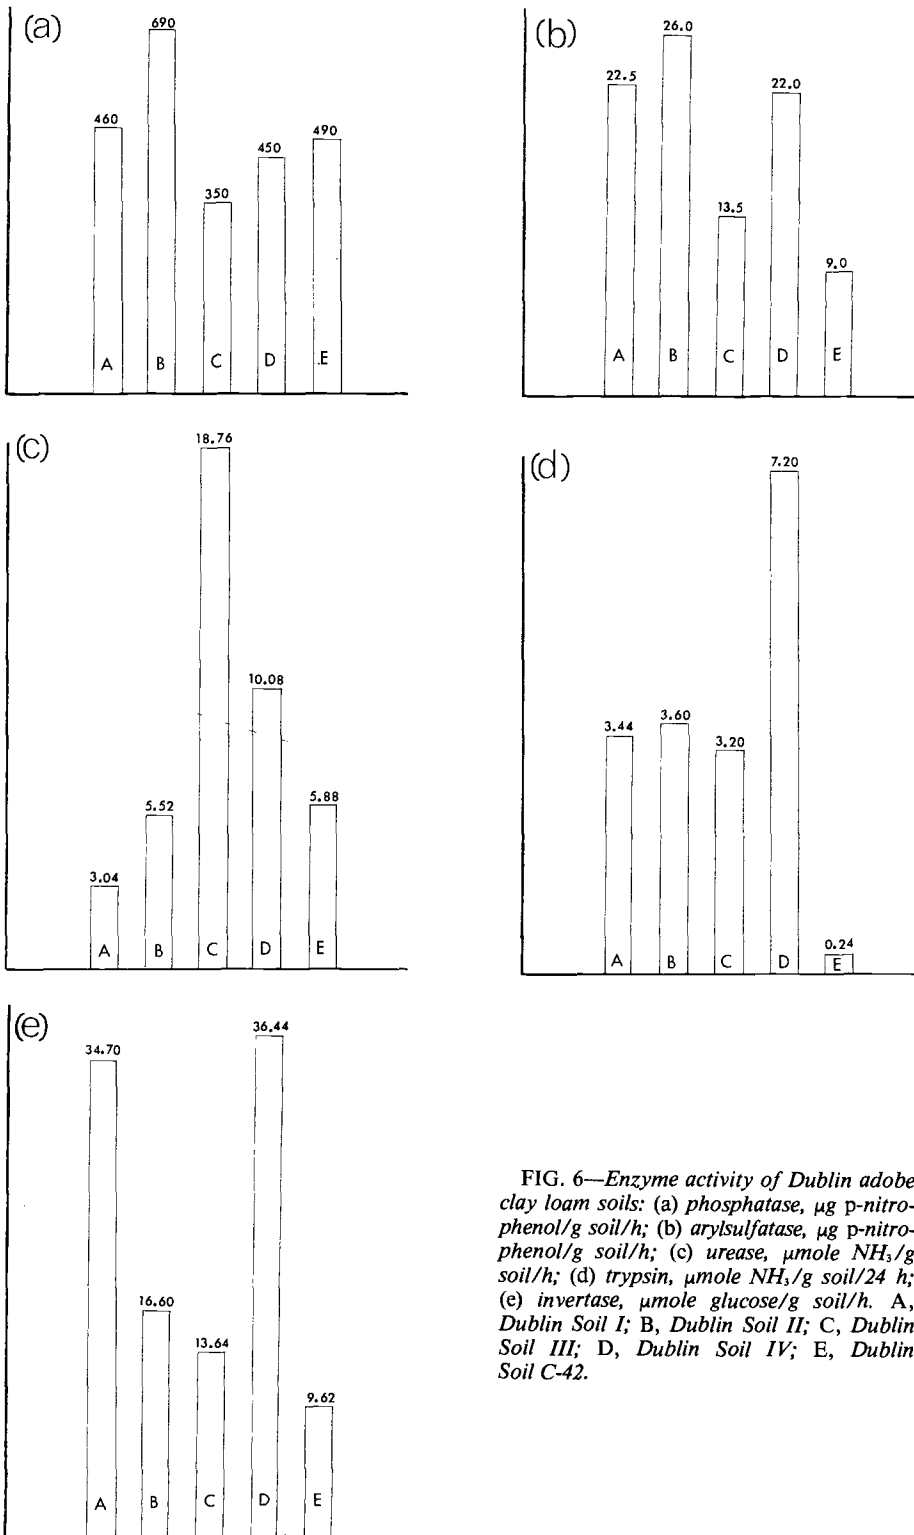 (a)
690
460
490
450
350
A B C D E
(b)
26.0
22.5
22.0
13.5
9.0
A B C D E
(c)
18.76
10.08
5.88
5.52
3.04
A B C D E
(d)
7.20
3.60
3.44
3.20
0.24
A B C D E
(e)
36.44
34.70
16.60
13.64
9.62
A B C D E
FIG. 6—Enzyme activity of Dublin adobe
clay loam soils: (a) phosphatase, μg p-nitro-
phenol/g soil/h; (b) arylsulfatase, μg p-nitro-
phenol/g soil/h; (c) urease, μmole NH₃/g
soil/h; (d) trypsin, μmole NH₃/g soil/24 h;
(e) invertase, μmole glucose/g soil/h. A,
Dublin Soil I; B, Dublin Soil II; C, Dublin
Soil III; D, Dublin Soil IV; E, Dublin
Soil C-42.